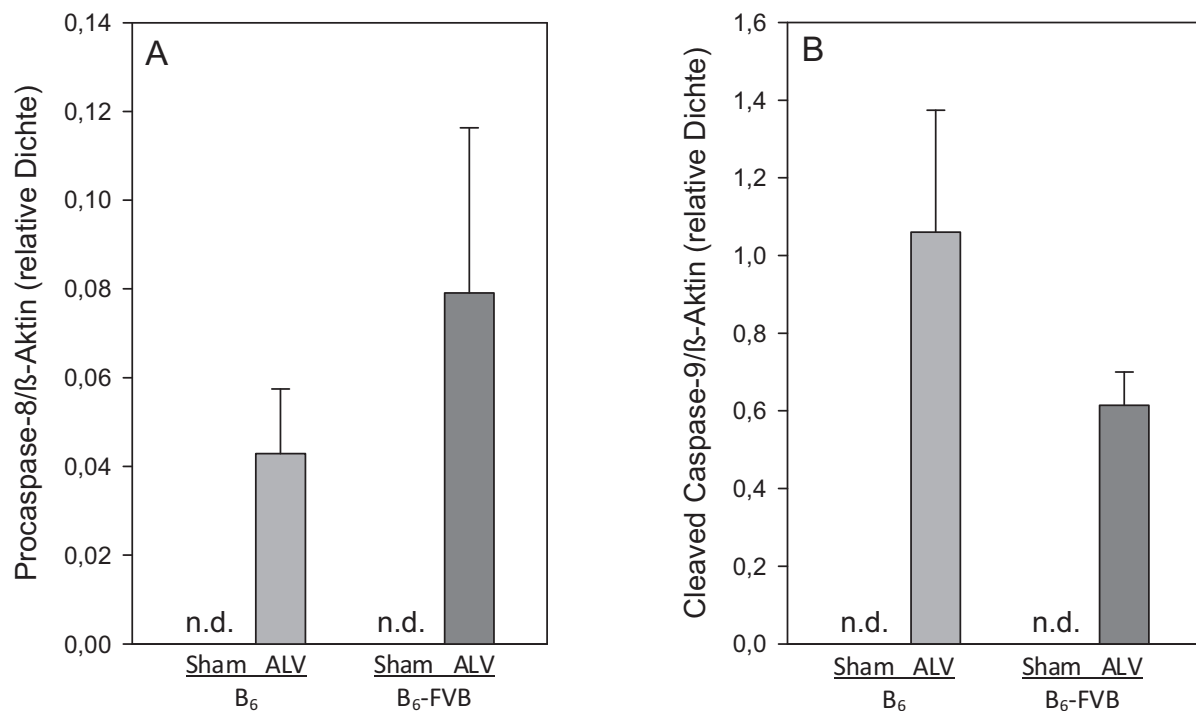 A
Procaspase-8/ß-Aktin (relative Dichte)
0,14
0,12
0,10
0,08
0,06
0,04
0,02
0,00
n.d.
n.d.
Sham ALV
Sham ALV
B₆
B₆-FVB
B
Cleaved Caspase-9/ß-Aktin (relative Dichte)
1,6
1,4
1,2
1,0
0,8
0,6
0,4
0,2
0,0
n.d.
n.d.
Sham ALV
Sham ALV
B₆
B₆-FVB